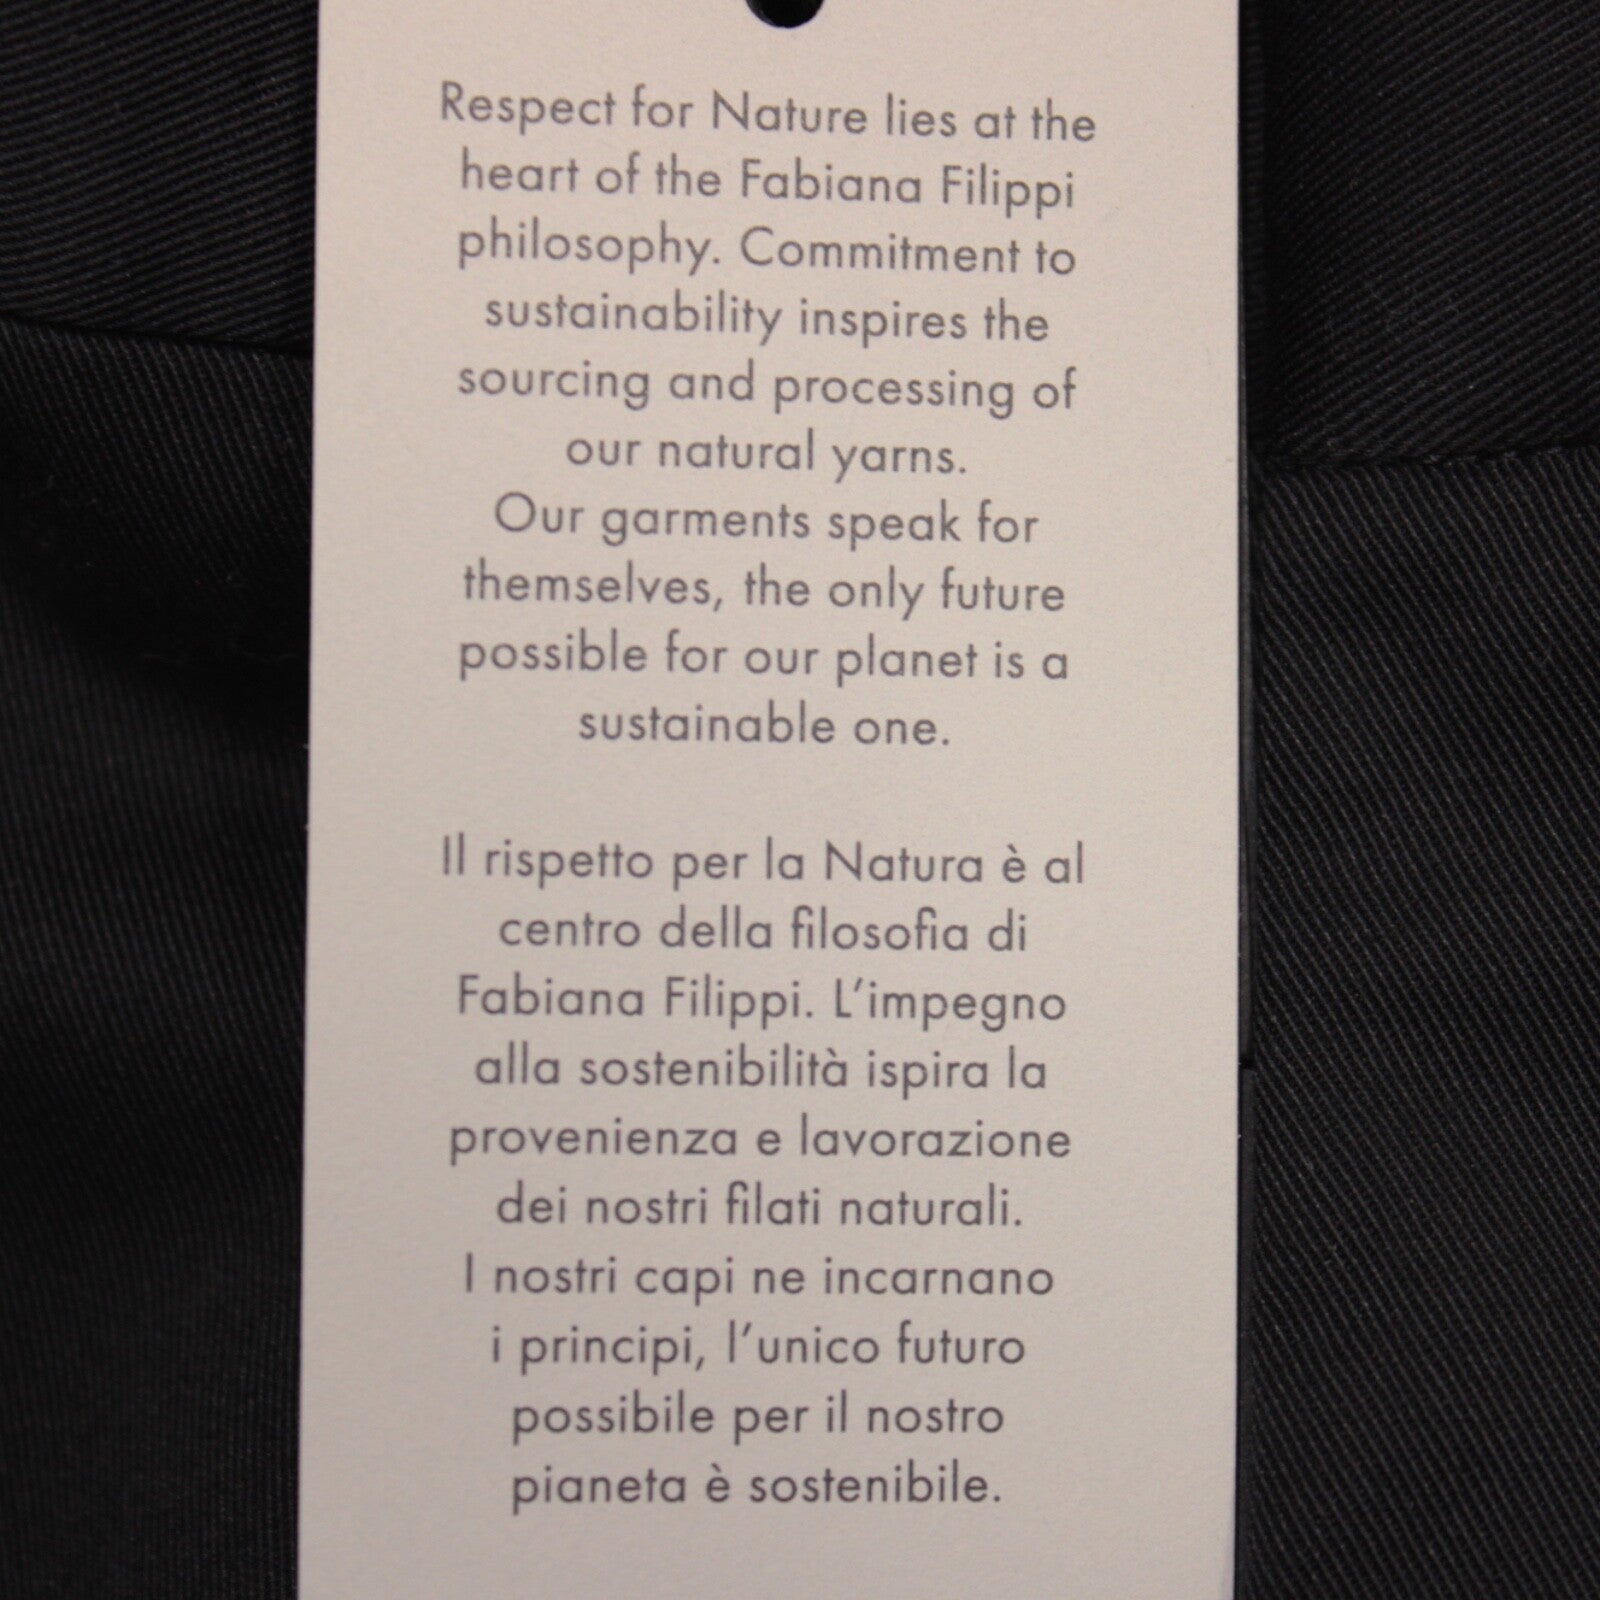 Respect for Nature lies at the
heart of the Fabiana Filippi
philosophy. Commitment to
sustainability inspires the
sourcing and processing of
our natural yarns.
Our garments speak for
themselves, the only future
possible for our planet is a
sustainable one.
Il rispetto per la Natura è al
centro della filosofia di
Fabiana Filippi. L'impegno
alla sostenibilità ispira la
provenienza e lavorazione
dei nostri filati naturali.
I nostri capi ne incarnano
i principi, l'unico futuro
possibile per il nostro
pianeta è sostenibile.